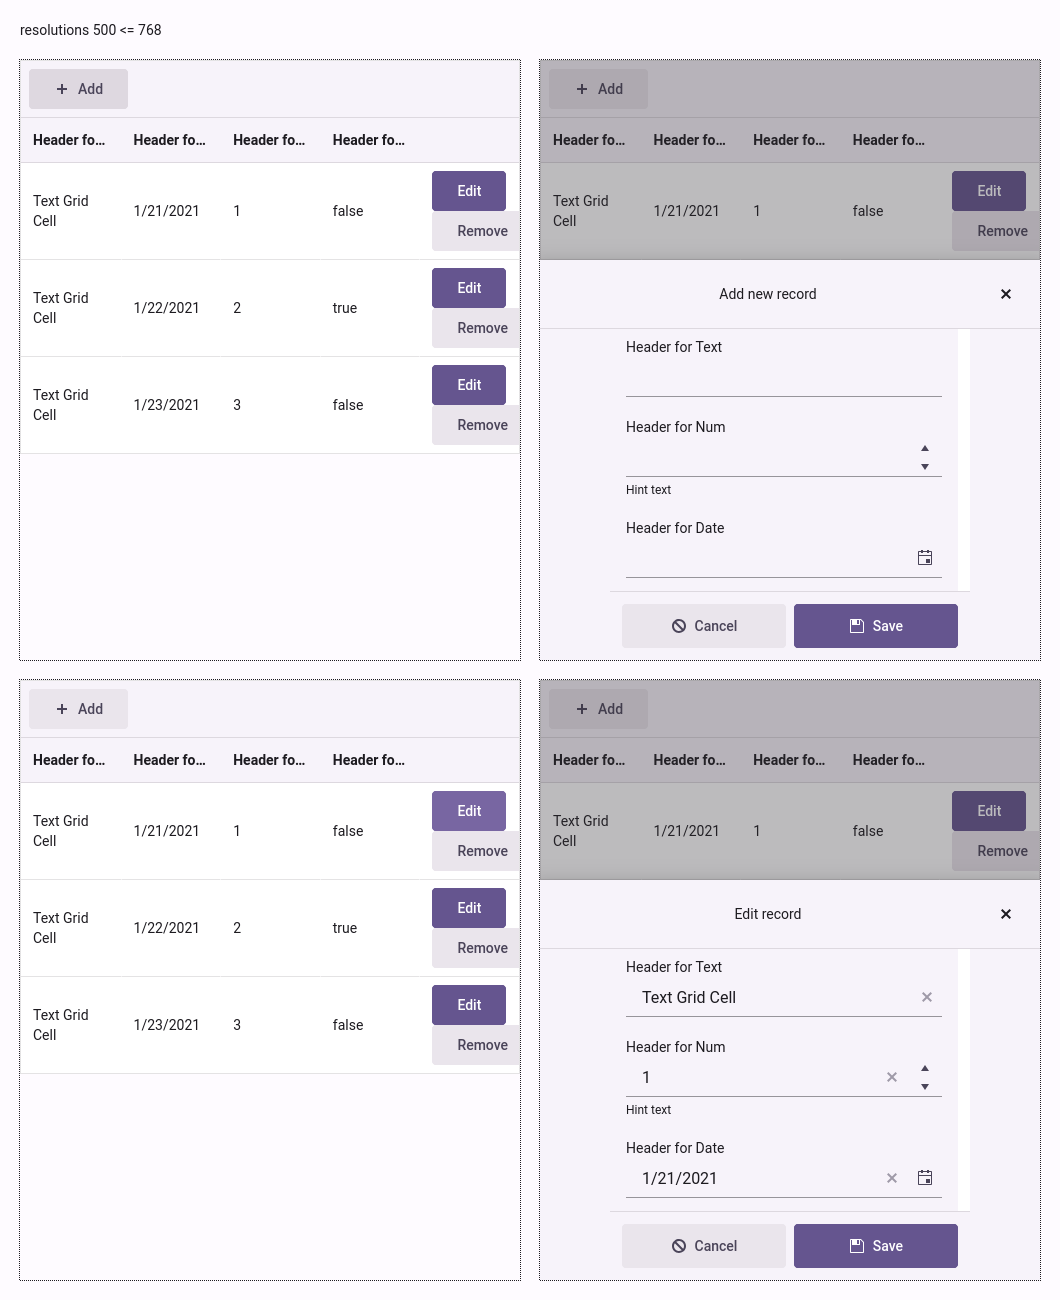 resolutions 500 <= 768
Add
Header fo... Header fo... Header fo... Header fo...
Text Grid Cell 1/21/2021 1 false Edit Remove
Text Grid Cell 1/22/2021 2 true Edit Remove
Text Grid Cell 1/23/2021 3 false Edit Remove
Add
Header fo... Header fo... Header fo... Header fo...
Text Grid Cell 1/21/2021 1 false Edit Remove
Add new record
Header for Text
Header for Num
Hint text
Header for Date
Cancel Save
Add
Header fo... Header fo... Header fo... Header fo...
Text Grid Cell 1/21/2021 1 false Edit Remove
Text Grid Cell 1/22/2021 2 true Edit Remove
Text Grid Cell 1/23/2021 3 false Edit Remove
Add
Header fo... Header fo... Header fo... Header fo...
Text Grid Cell 1/21/2021 1 false Edit Remove
Edit record
Header for Text
Text Grid Cell
Header for Num
1
Hint text
Header for Date
1/21/2021
Cancel Save